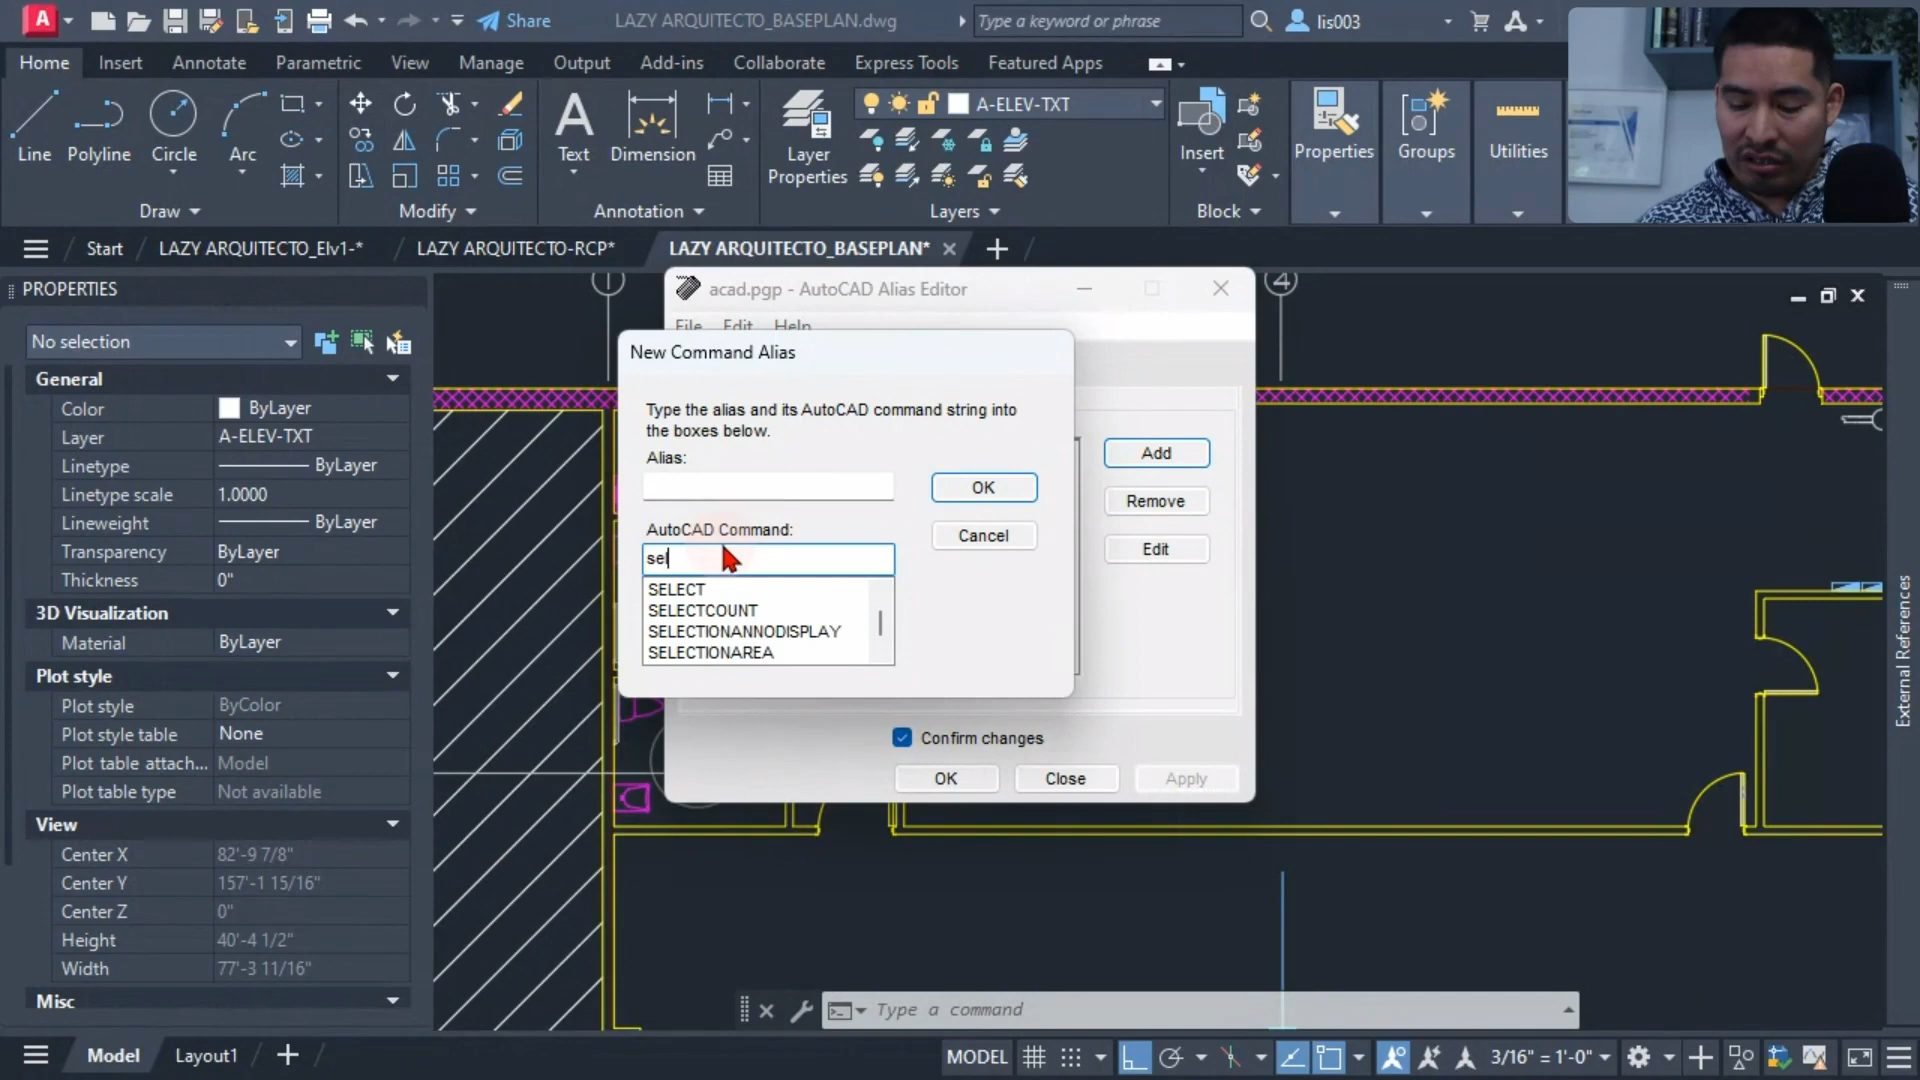 A
Share
LAZY ARQUITECTO_BASEPLAN.dwg
Type a keyword or phrase
lis003
Home
Insert
Annotate
Parametric
View
Manage
Output
Add-ins
Collaborate
Express Tools
Featured Apps
A-ELEV-TXT
Line
Polyline
Circle
Arc
Text
Dimension
Layer
Properties
Insert
Properties
Groups
Utilities
Draw
Modify
Annotation
Layers
Block
Start
LAZY ARQUITECTO_Elv1-*
LAZY ARQUITECTO-RCP*
LAZY ARQUITECTO_BASEPLAN*
PROPERTIES
No selection
General
Color ByLayer
Layer A-ELEV-TXT
Linetype ByLayer
Linetype scale 1.0000
Lineweight ByLayer
Transparency ByLayer
Thickness 0"
3D Visualization
Material ByLayer
Plot style
Plot style ByColor
Plot style table None
Plot table attach... Model
Plot table type Not available
View
Center X 82'-9 7/8"
Center Y 157'-1 15/16"
Center Z 0"
Height 40'-4 1/2"
Width 77'-3 11/16"
Misc
acad.pgp - AutoCAD Alias Editor
File Edit Help
New Command Alias
Type the alias and its AutoCAD command string into
the boxes below.
Alias:
OK
AutoCAD Command:
Cancel
sel
SELECT
SELECTCOUNT
SELECTIONANNODISPLAY
SELECTIONAREA
Add
Remove
Edit
Confirm changes
OK
Close
Apply
4
External References
Type a command
Model
Layout1
MODEL
3/16" = 1'-0"